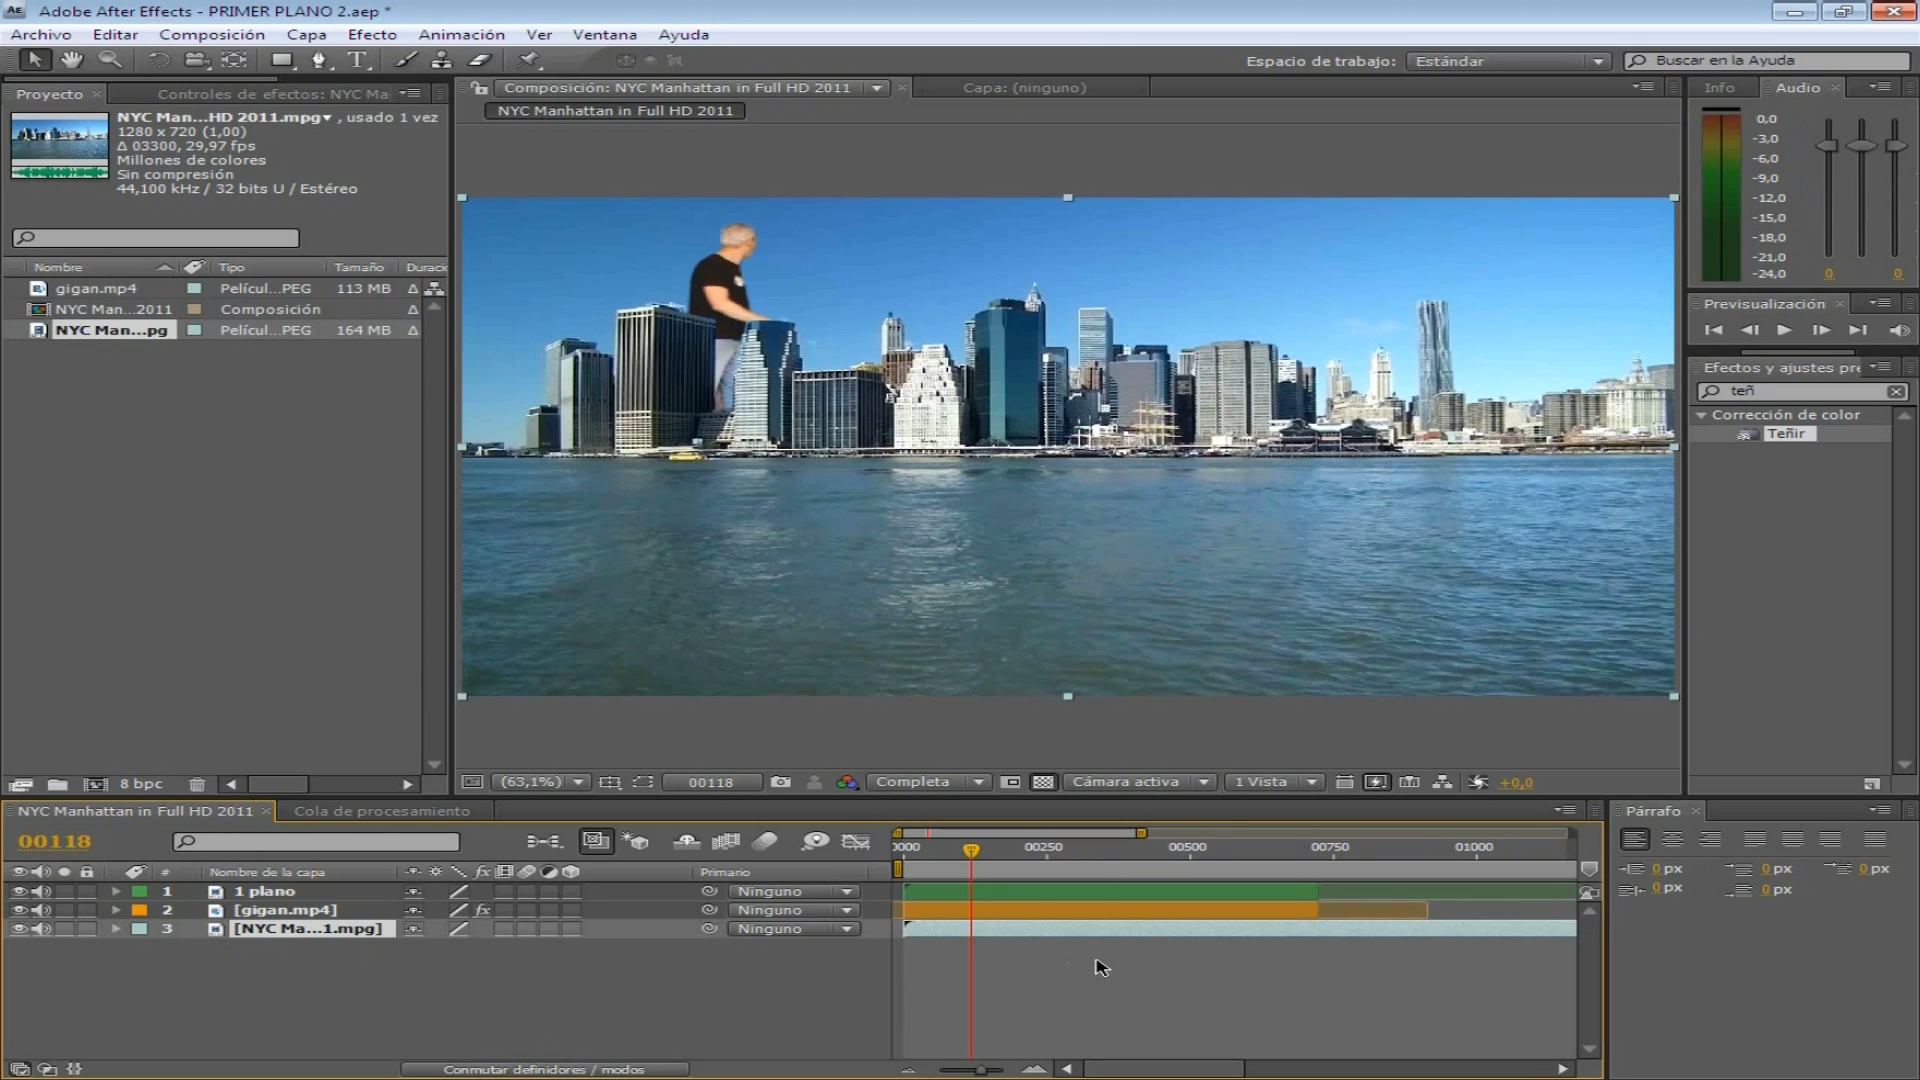 AE Adobe After Effects - PRIMER PLANO 2.aep *
Archivo Editar Composición Capa Efecto Animación Ver Ventana Ayuda
Espacio de trabajo: Estándar Buscar en la Ayuda
Proyecto × Controles de efectos: NYC Ma
Composición: NYC Manhattan in Full HD 2011 × Capa: (ninguno)
Info Audio ×
NYC Manhattan in Full HD 2011
NYC Man...HD 2011.mpg , usado 1 vez
1280 x 720 (1,00)
Δ 03300, 29,97 fps
Millones de colores
Sin compresión
44,100 kHz / 32 bits U / Estéreo
Nombre Tipo Tamaño Duraci
gigan.mp4 Películ...PEG 113 MB Δ
NYC Man...2011 Composición Δ
NYC Man...pg Películ...PEG 164 MB Δ
8 bpc
0,0
-3,0
-6,0
-9,0
-12,0
-15,0
-18,0
-21,0
-24,0
0 0
Previsualización ×
Efectos y ajustes pre
teñ
Corrección de color
Teñir
(63,1%) 00118 Completa Cámara activa 1 Vista +0,0
NYC Manhattan in Full HD 2011 × Cola de procesamiento
00118
0000 00250 00500 00750 01000
# Nombre de la capa fx Primario
1 1 plano Ninguno
2 [gigan.mp4] fx Ninguno
3 [NYC Ma...1.mpg] Ninguno
Conmutar definidores / modos
Párrafo ×
0 px 0 px 0 px
0 px 0 px